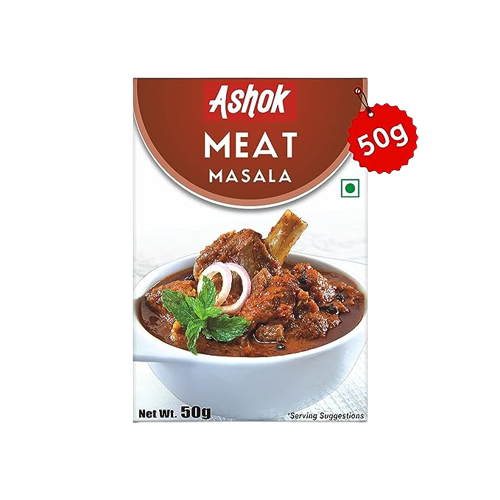 Ashok
MEAT
MASALA
50g
Net Wt. 50g
*Serving Suggestions